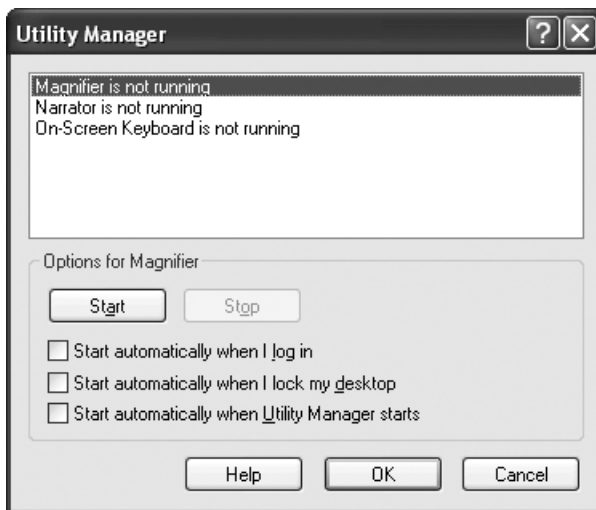 Utility Manager
Magnifier is not running
Narrator is not running
On-Screen Keyboard is not running
Options for Magnifier
Start Stop
Start automatically when I log in
Start automatically when I lock my desktop
Start automatically when Utility Manager starts
Help OK Cancel